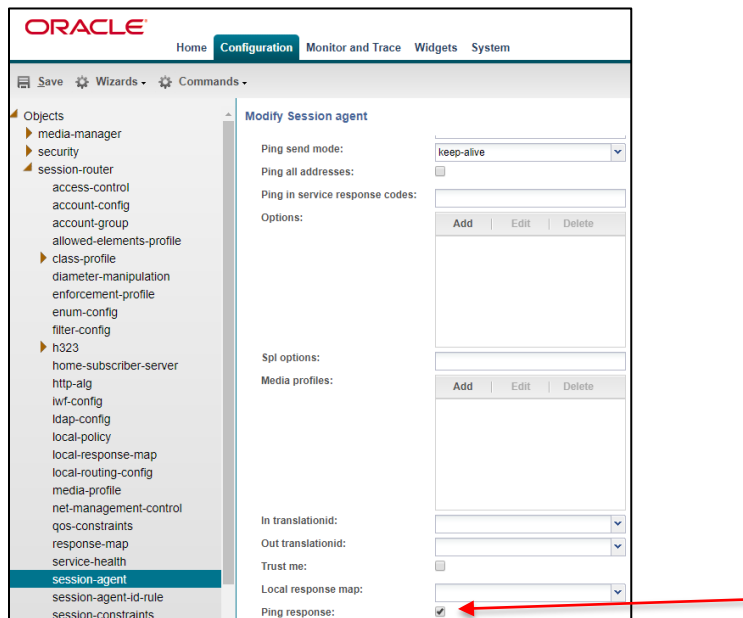 ORACLE
Home Configuration Monitor and Trace Widgets System
Save Wizards Commands
Objects
media-manager
security
session-router
access-control
account-config
account-group
allowed-elements-profile
class-profile
diameter-manipulation
enforcement-profile
enum-config
filter-config
h323
home-subscriber-server
http-alg
iwf-config
ldap-config
local-policy
local-response-map
local-routing-config
media-profile
net-management-control
qos-constraints
response-map
service-health
session-agent
session-agent-id-rule
session-constraints
Modify Session agent
Ping send mode: keep-alive
Ping all addresses:
Ping in service response codes:
Options: Add | Edit | Delete
Spl options:
Media profiles: Add | Edit | Delete
In translationid:
Out translationid:
Trust me:
Local response map:
Ping response: